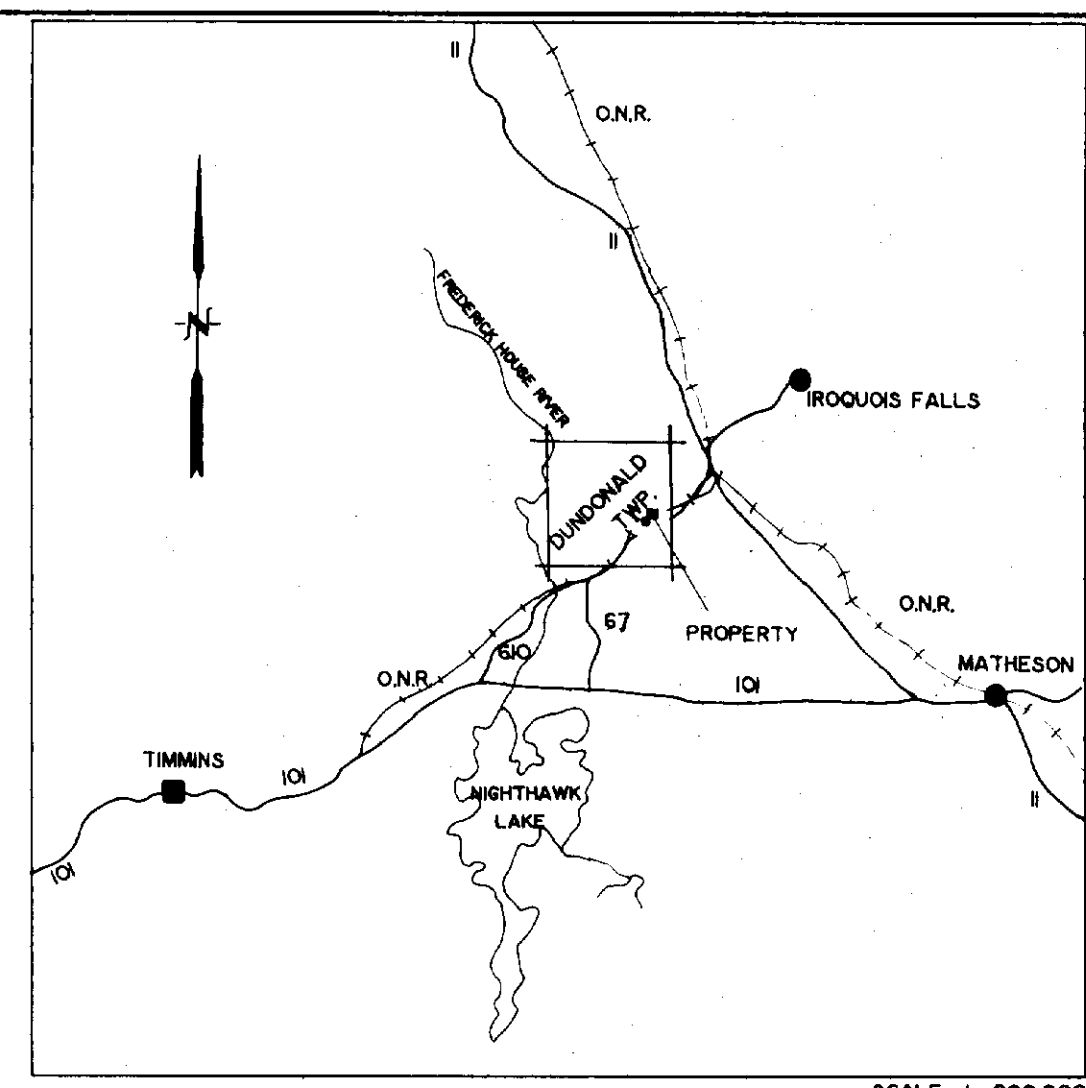 11
O.N.R.
11
N
FREDERICK HOUSE RIVER
IROQUOIS FALLS
DUNDONALD
TWP.
O.N.R.
67
PROPERTY
610
MATHESON
O.N.R.
101
TIMMINS
101
NIGHTHAWK
LAKE
11
101